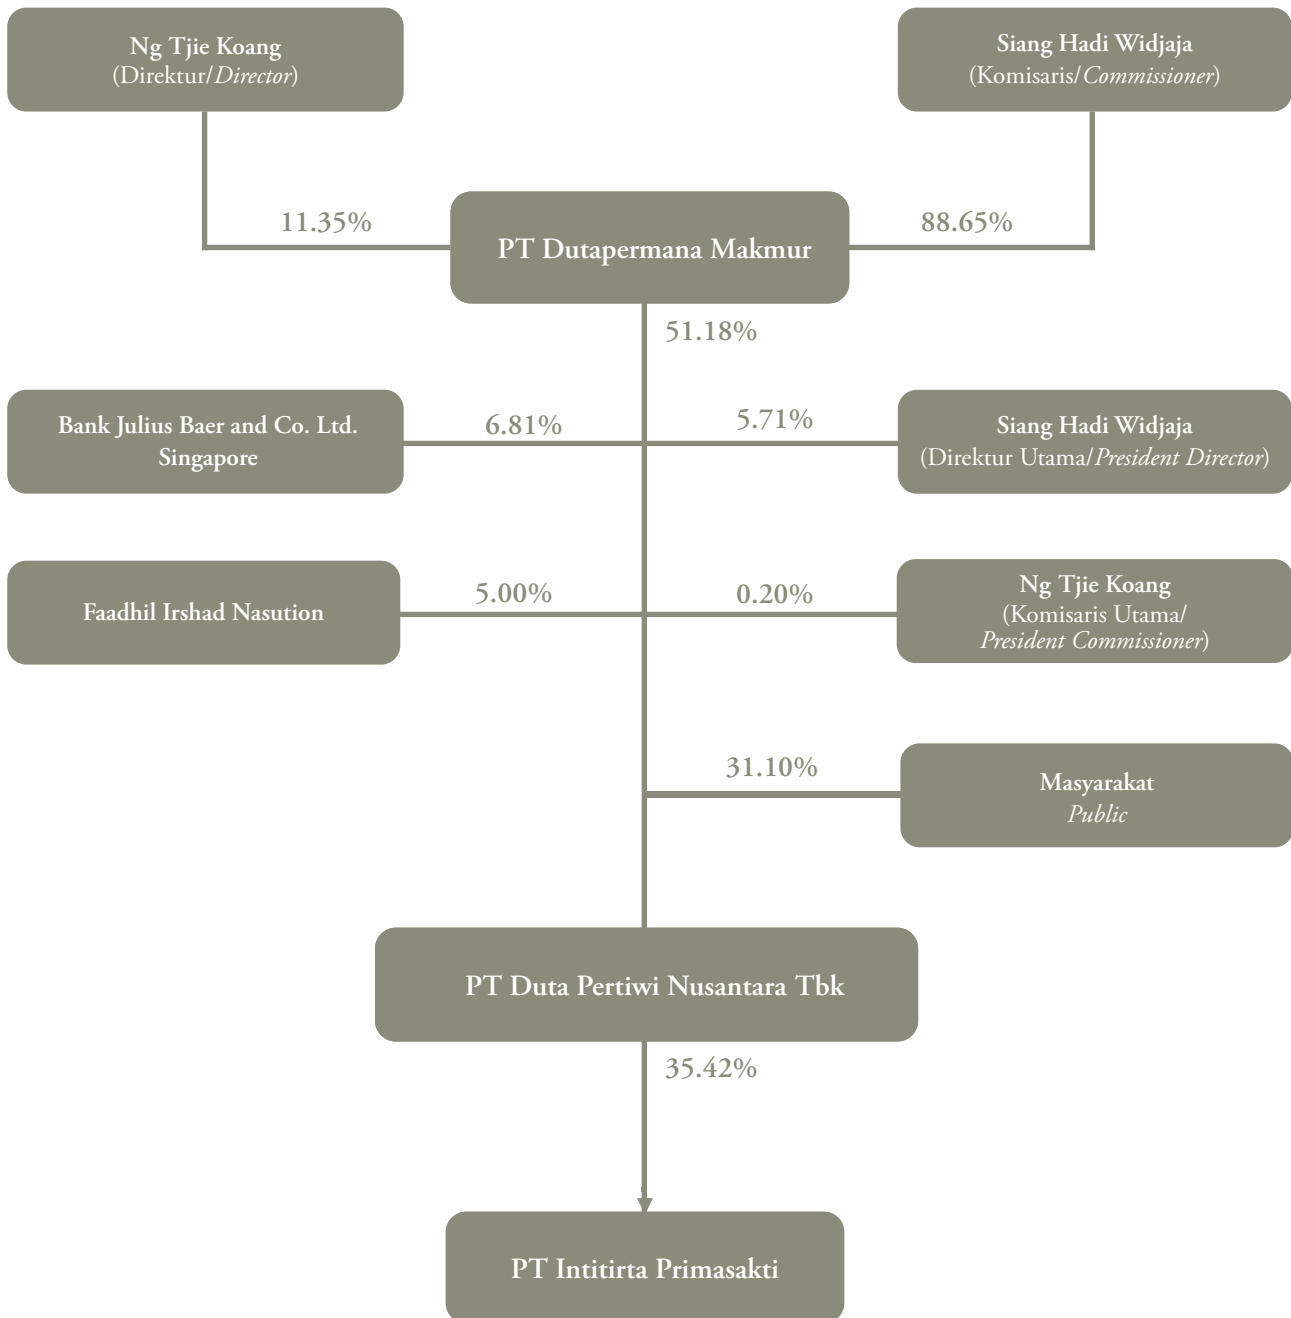 Ng Tjie Koang
(Direktur/Director)
Siang Hadi Widjaja
(Komisaris/Commissioner)
11.35%
PT Dutapermana Makmur
88.65%
51.18%
Bank Julius Baer and Co. Ltd.
Singapore
6.81%
5.71%
Siang Hadi Widjaja
(Direktur Utama/President Director)
Faadhil Irshad Nasution
5.00%
0.20%
Ng Tjie Koang
(Komisaris Utama/
President Commissioner)
31.10%
Masyarakat
Public
PT Duta Pertiwi Nusantara Tbk
35.42%
PT Intitirta Primasakti